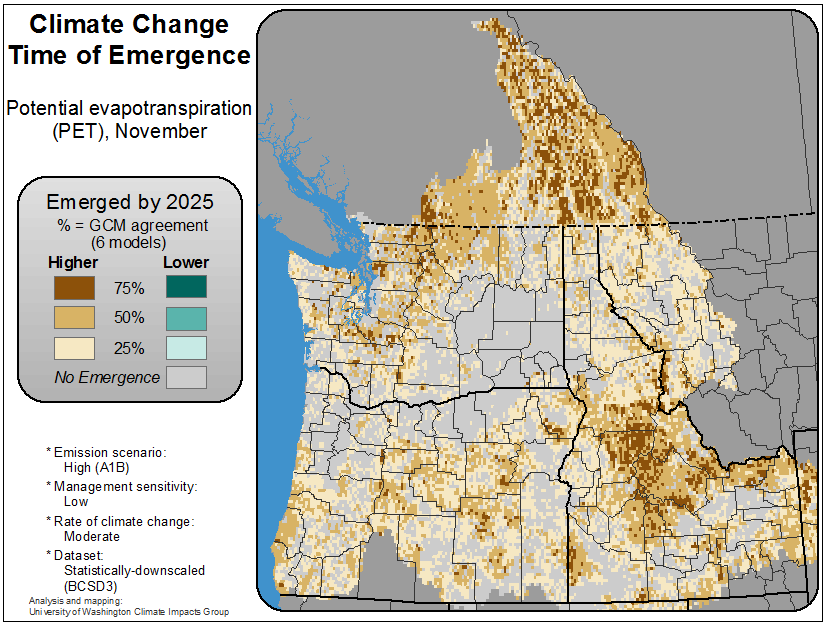 Climate Change
Time of Emergence
Potential evapotranspiration
(PET), November
Emerged by 2025
% = GCM agreement
(6 models)
Higher Lower
75%
50%
25%
No Emergence
* Emission scenario:
High (A1B)
* Management sensitivity:
Low
* Rate of climate change:
Moderate
* Dataset:
Statistically-downscaled
(BCSD3)
Analysis and mapping:
University of Washington Climate Impacts Group